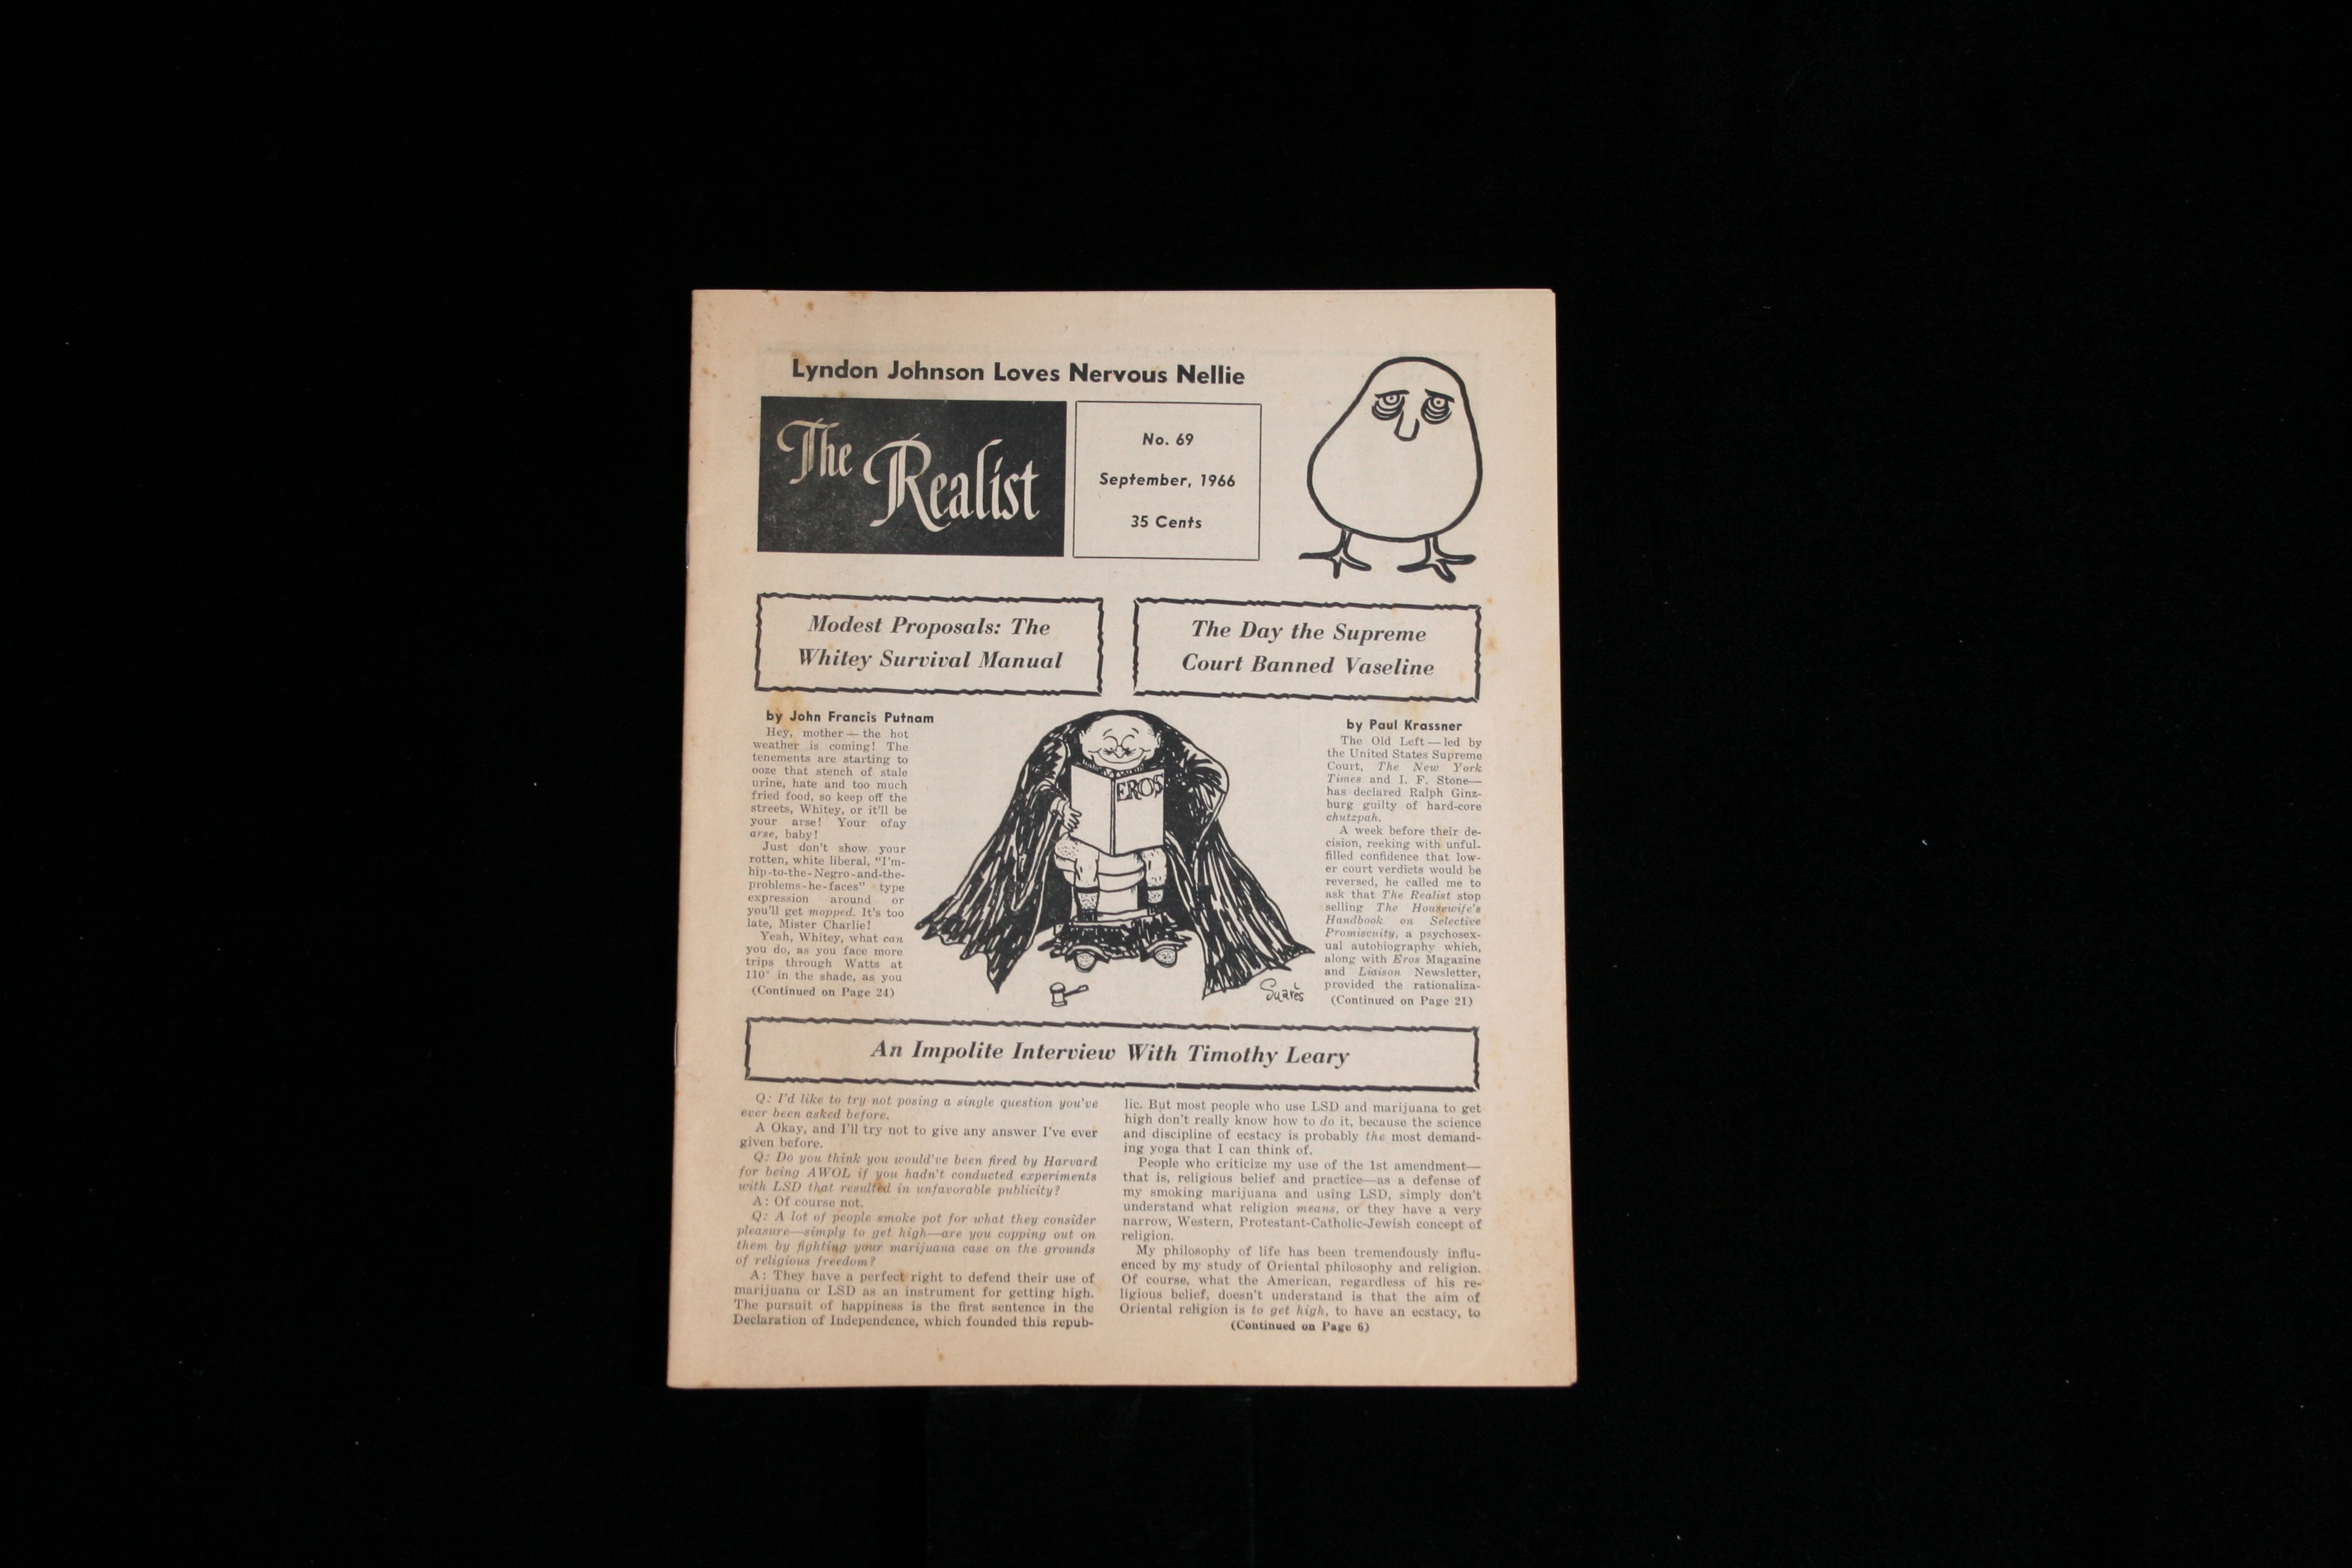 Lyndon Johnson Loves Nervous Nellie
The Realist
No. 69
September, 1966
35 Cents
Modest Proposals: The
Whitey Survival Manual
The Day the Supreme
Court Banned Vaseline
by John Francis Putnam
Hey, mother — the hot
weather is coming! The
tenements are starting to
ooze that stench of stale
urine, hate and too much
fried food, so keep off the
streets, Whitey, or it'll be
your arse! Your ofay
arse, baby!
Just don't show your
rotten, white liberal, "I'm-
hip-to-the-Negro-and-the-
problems-he-faces" type
expression around or
you'll get mopped. It's too
late, Mister Charlie!
Yeah, Whitey, what can
you do, as you face more
trips through Watts at
110° in the shade, as you
(Continued on Page 24)
EROS
Suarès
by Paul Krassner
The Old Left — led by
the United States Supreme
Court, The New York
Times and I. F. Stone—
has declared Ralph Ginz-
burg guilty of hard-core
chutzpah.
A week before their de-
cision, reeking with unful-
filled confidence that low-
er court verdicts would be
reversed, he called me to
ask that The Realist stop
selling The Housewife's
Handbook on Selective
Promiscuity, a psychosex-
ual autobiography which,
along with Eros Magazine
and Liaison Newsletter,
provided the rationaliza-
(Continued on Page 21)
An Impolite Interview With Timothy Leary
Q: I'd like to try not posing a single question you've
ever been asked before.
A Okay, and I'll try not to give any answer I've ever
given before.
Q: Do you think you would've been fired by Harvard
for being AWOL if you hadn't conducted experiments
with LSD that resulted in unfavorable publicity?
A: Of course not.
Q: A lot of people smoke pot for what they consider
pleasure—simply to get high—are you copping out on
them by fighting your marijuana case on the grounds
of religious freedom?
A: They have a perfect right to defend their use of
marijuana or LSD as an instrument for getting high.
The pursuit of happiness is the first sentence in the
Declaration of Independence, which founded this repub-
lic. But most people who use LSD and marijuana to get
high don't really know how to do it, because the science
and discipline of ecstacy is probably the most demand-
ing yoga that I can think of.
People who criticize my use of the 1st amendment—
that is, religious belief and practice—as a defense of
my smoking marijuana and using LSD, simply don't
understand what religion means, or they have a very
narrow, Western, Protestant-Catholic-Jewish concept of
religion.
My philosophy of life has been tremendously influ-
enced by my study of Oriental philosophy and religion.
Of course, what the American, regardless of his re-
ligious belief, doesn't understand is that the aim of
Oriental religion is to get high, to have an ecstacy, to
(Continued on Page 6)